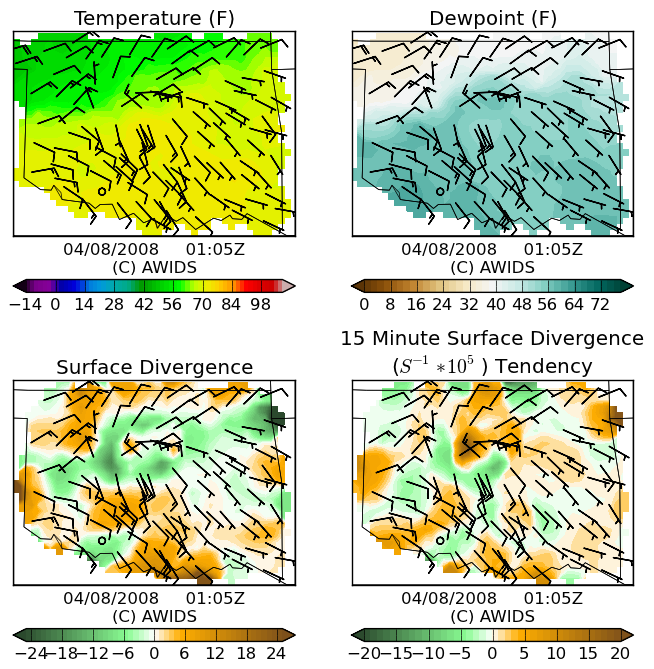 Temperature (F)
Dewpoint (F)
04/08/2008 01:05Z
(C) AWIDS
04/08/2008 01:05Z
(C) AWIDS
−14 0 14 28 42 56 70 84 98
0 8 16 24 32 40 48 56 64 72
Surface Divergence
15 Minute Surface Divergence
(S⁻¹ *10⁵ ) Tendency
04/08/2008 01:05Z
(C) AWIDS
04/08/2008 01:05Z
(C) AWIDS
−24 −18 −12 −6 0 6 12 18 24
−20 −15 −10 −5 0 5 10 15 20